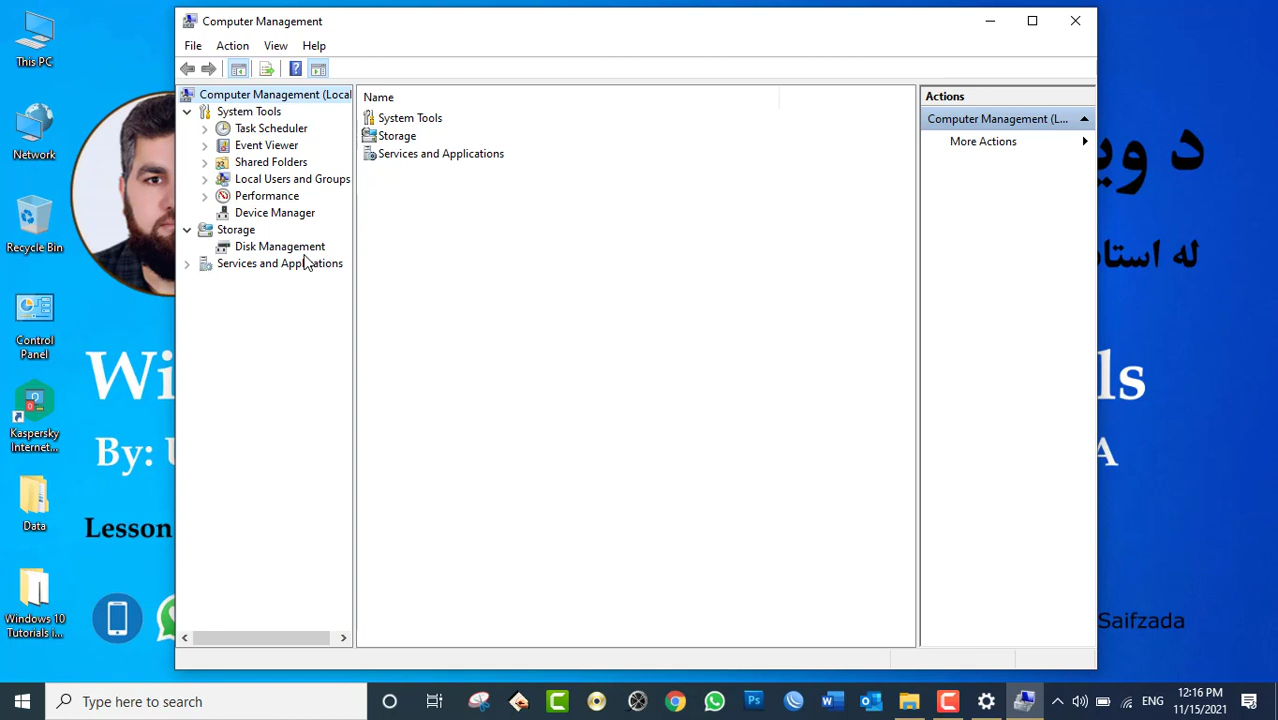 Computer Management
File Action View Help
This PC
Network
Recycle Bin
Control
Panel
Kaspersky
Internet...
Data
Windows 10
Tutorials i...
Computer Management (Local
System Tools
Task Scheduler
Event Viewer
Shared Folders
Local Users and Groups
Performance
Device Manager
Storage
Disk Management
Services and Applications
Name
System Tools
Storage
Services and Applications
Actions
Computer Management (L...
More Actions
د
له استا
Wi
ls
By:
A
Lesson
Saifzada
Type here to search
ENG
12:16 PM
11/15/2021